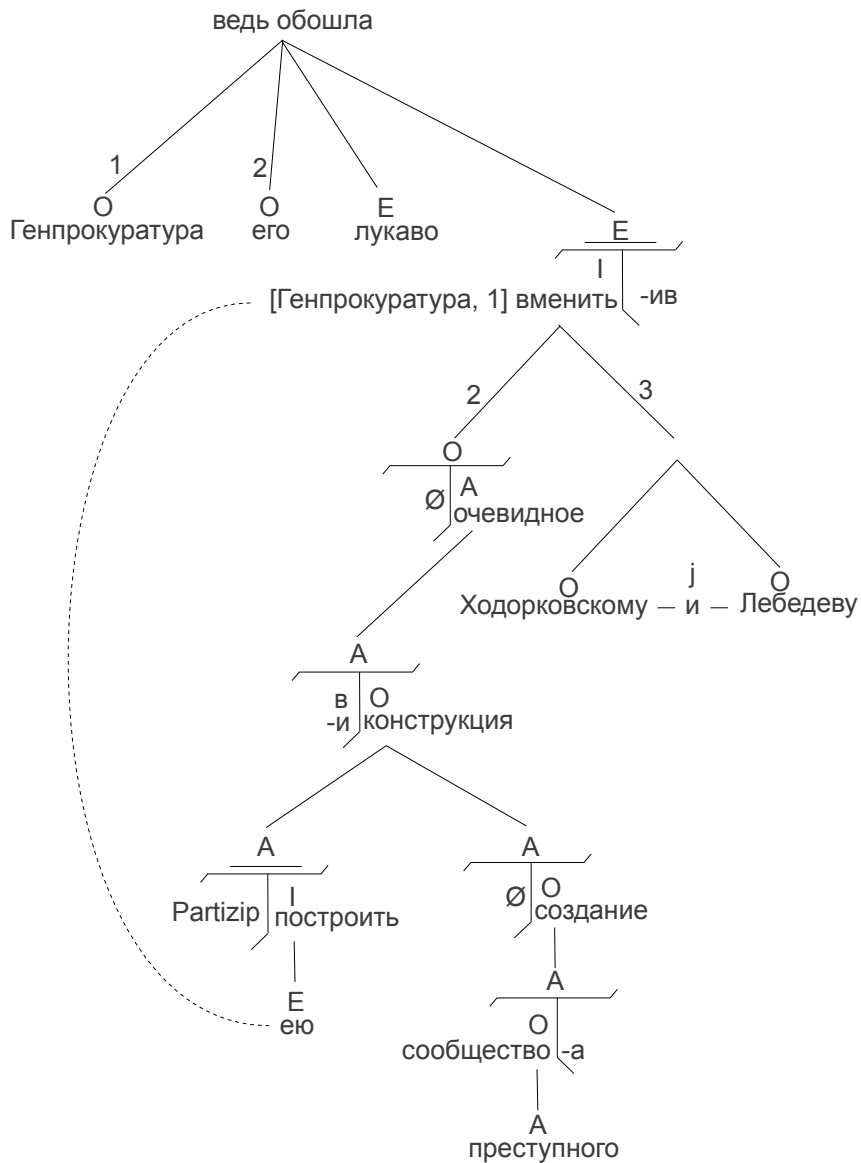 ведь обошла
1 2
О О Е Е
Генпрокуратура его лукаво
I
[Генпрокуратура, 1] вменить -ив
2 3
О
Ø А
очевидное
О j О
Ходорковскому — и — Лебедеву
А
в О
-и конструкция
А А
Partizip I Ø О
построить создание
Е А
ею О
сообщество -а
А
преступного